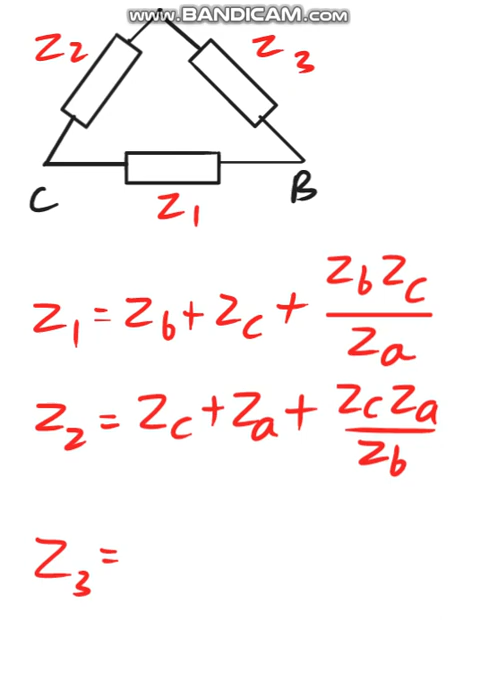 www.BANDICAM.com
Z2 Z3
C B
Z1
Z1 = Zb + Zc + ZbZc/Za
Z2 = Zc + Za + ZcZa/Zb
Z3 =